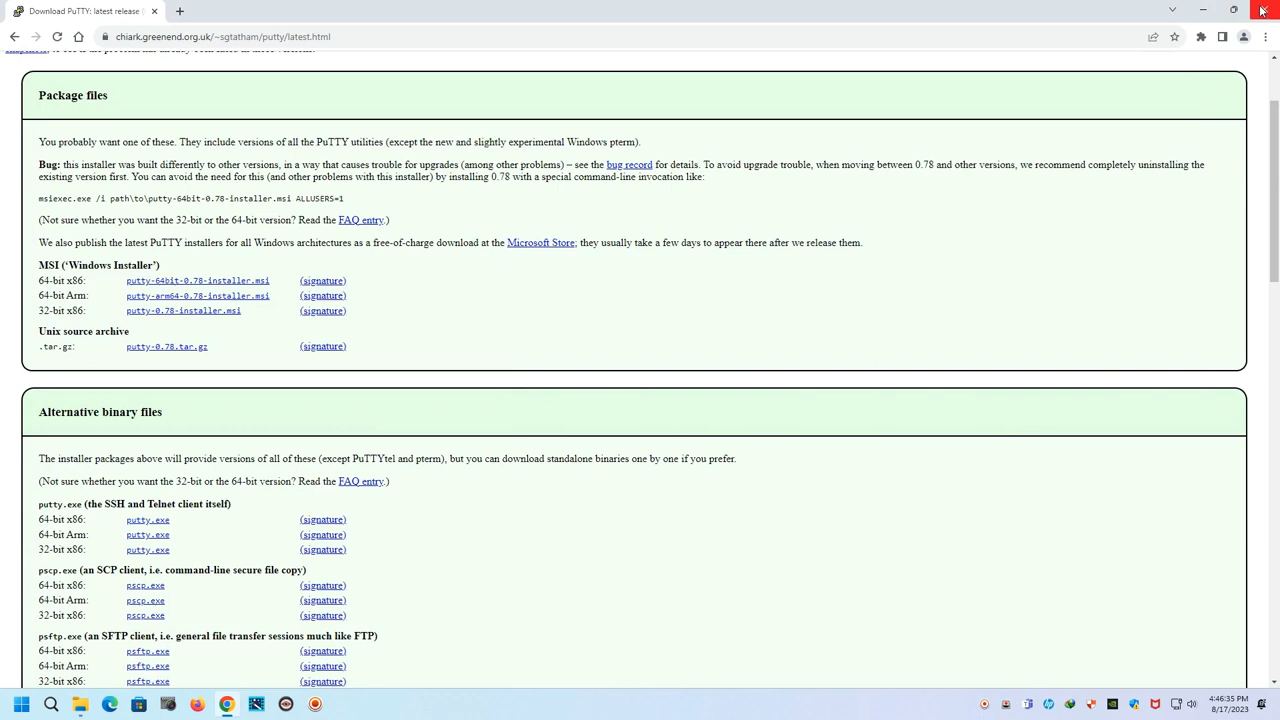 Download PuTTY: latest release (
chiark.greenend.org.uk/~sgtatham/putty/latest.html
Package files
You probably want one of these. They include versions of all the PuTTY utilities (except the new and slightly experimental Windows pterm).
Bug: this installer was built differently to other versions, in a way that causes trouble for upgrades (among other problems) – see the bug record for details. To avoid upgrade trouble, when moving between 0.78 and other versions, we recommend completely uninstalling the
existing version first. You can avoid the need for this (and other problems with this installer) by installing 0.78 with a special command-line invocation like:
msiexec.exe /i path\to\putty-64bit-0.78-installer.msi ALLUSERS=1
(Not sure whether you want the 32-bit or the 64-bit version? Read the FAQ entry.)
We also publish the latest PuTTY installers for all Windows architectures as a free-of-charge download at the Microsoft Store; they usually take a few days to appear there after we release them.
MSI (‘Windows Installer’)
64-bit x86: putty-64bit-0.78-installer.msi (signature)
64-bit Arm: putty-arm64-0.78-installer.msi (signature)
32-bit x86: putty-0.78-installer.msi (signature)
Unix source archive
.tar.gz: putty-0.78.tar.gz (signature)
Alternative binary files
The installer packages above will provide versions of all of these (except PuTTYtel and pterm), but you can download standalone binaries one by one if you prefer.
(Not sure whether you want the 32-bit or the 64-bit version? Read the FAQ entry.)
putty.exe (the SSH and Telnet client itself)
64-bit x86: putty.exe (signature)
64-bit Arm: putty.exe (signature)
32-bit x86: putty.exe (signature)
pscp.exe (an SCP client, i.e. command-line secure file copy)
64-bit x86: pscp.exe (signature)
64-bit Arm: pscp.exe (signature)
32-bit x86: pscp.exe (signature)
psftp.exe (an SFTP client, i.e. general file transfer sessions much like FTP)
64-bit x86: psftp.exe (signature)
64-bit Arm: psftp.exe (signature)
32-bit x86: psftp.exe (signature)
4:46:35 PM
8/17/2023